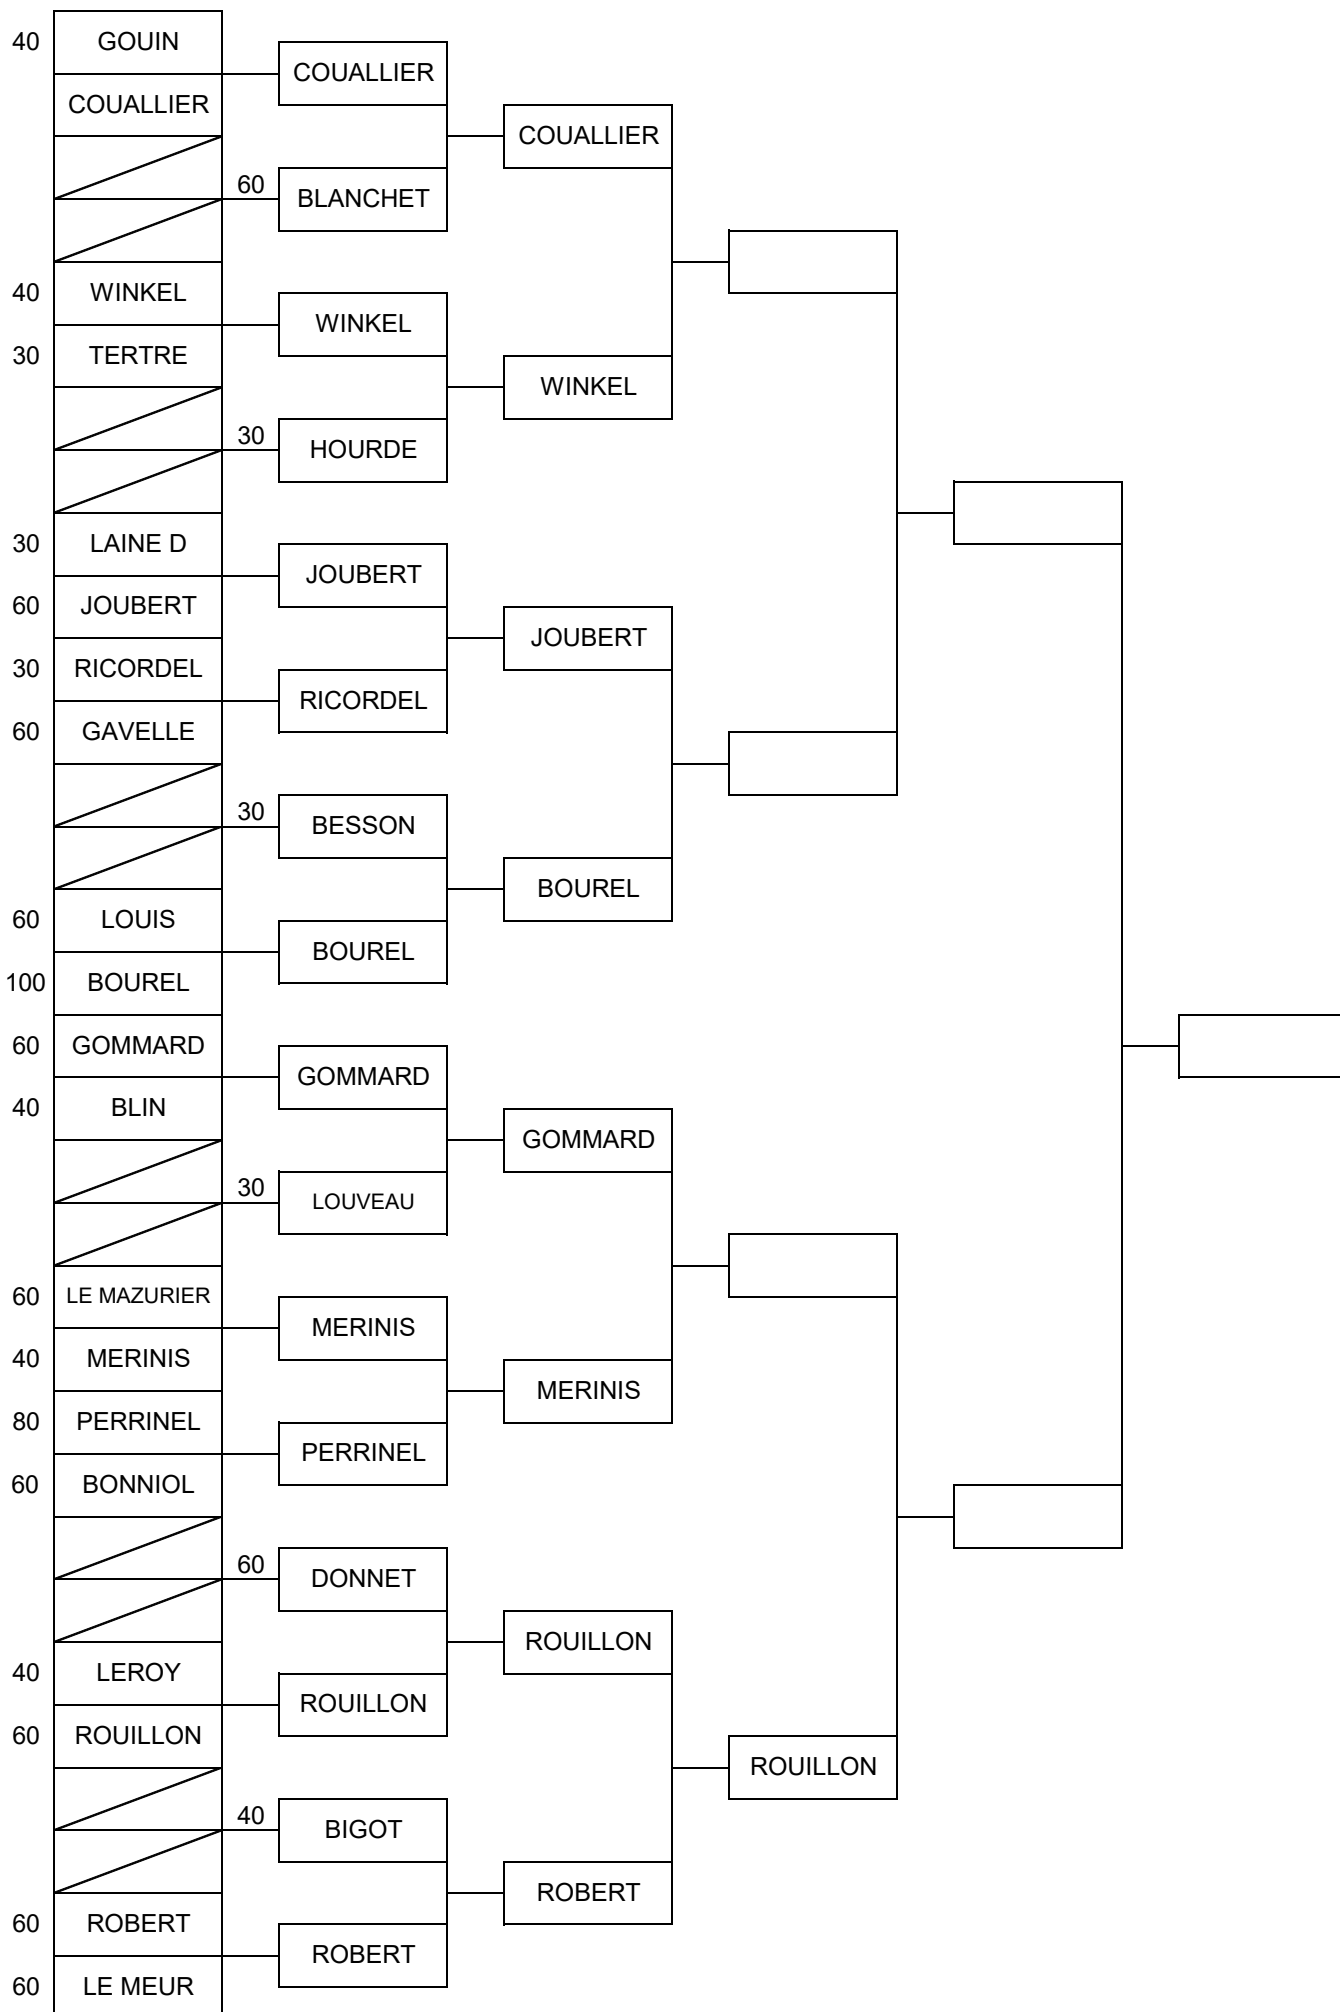 40 GOUIN
COUALLIER
COUALLIER
COUALLIER
60 BLANCHET
40 WINKEL
WINKEL
30 TERTRE
WINKEL
30 HOURDE
30 LAINE D
JOUBERT
60 JOUBERT
JOUBERT
30 RICORDEL
RICORDEL
60 GAVELLE
30 BESSON
BOUREL
60 LOUIS
BOUREL
100 BOUREL
60 GOMMARD
GOMMARD
40 BLIN
GOMMARD
30 LOUVEAU
60 LE MAZURIER
MERINIS
40 MERINIS
MERINIS
80 PERRINEL
PERRINEL
60 BONNIOL
60 DONNET
ROUILLON
40 LEROY
ROUILLON
60 ROUILLON
ROUILLON
40 BIGOT
ROBERT
60 ROBERT
ROBERT
60 LE MEUR